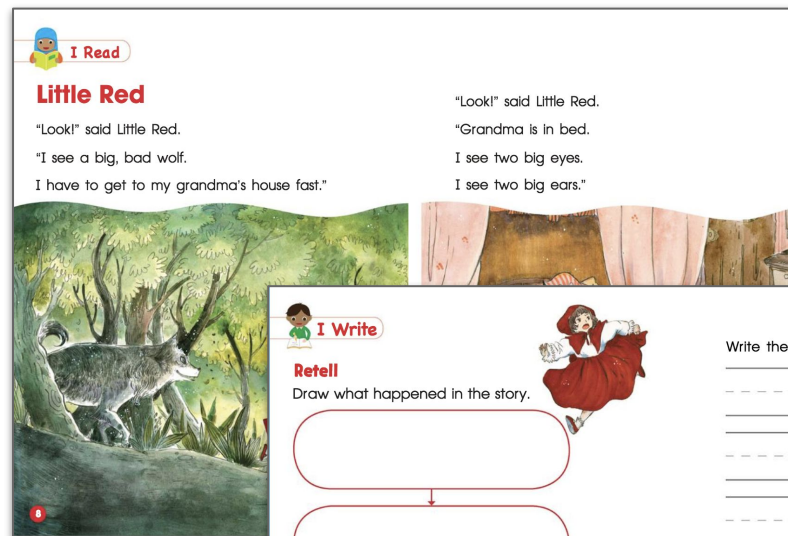 I Read
Little Red
“Look!” said Little Red.
“I see a big, bad wolf.
I have to get to my grandma’s house fast.”
“Look!” said Little Red.
“Grandma is in bed.
I see two big eyes.
I see two big ears.”
8
I Write
Retell
Draw what happened in the story.
Write the